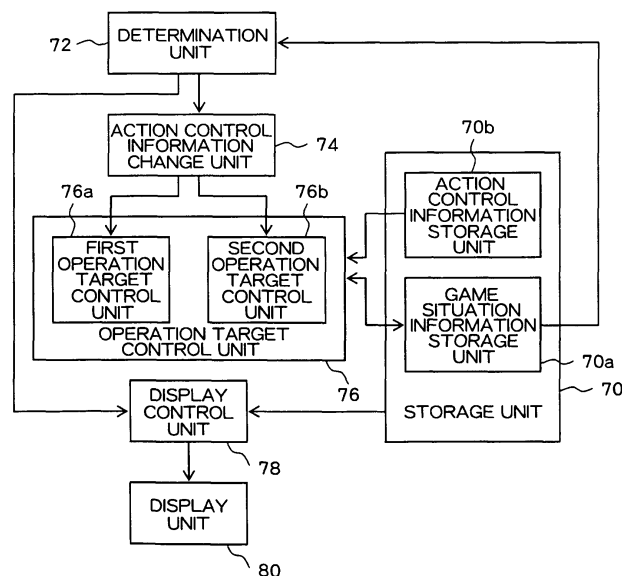 72
DETERMINATION
UNIT
ACTION CONTROL
INFORMATION
CHANGE UNIT
74
70b
ACTION
CONTROL
INFORMATION
STORAGE
UNIT
76a
76b
FIRST
OPERATION
TARGET
CONTROL
UNIT
SECOND
OPERATION
TARGET
CONTROL
UNIT
OPERATION TARGET
CONTROL UNIT
76
GAME
SITUATION
INFORMATION
STORAGE
UNIT
70a
70
STORAGE UNIT
DISPLAY
CONTROL
UNIT
78
DISPLAY
UNIT
80